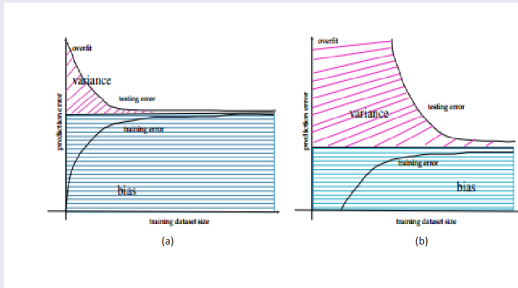 overfit
variance
testing error
training error
bias
prediction error
training dataset size
(a)
overfit
variance
testing error
training error
bias
prediction error
training dataset size
(b)